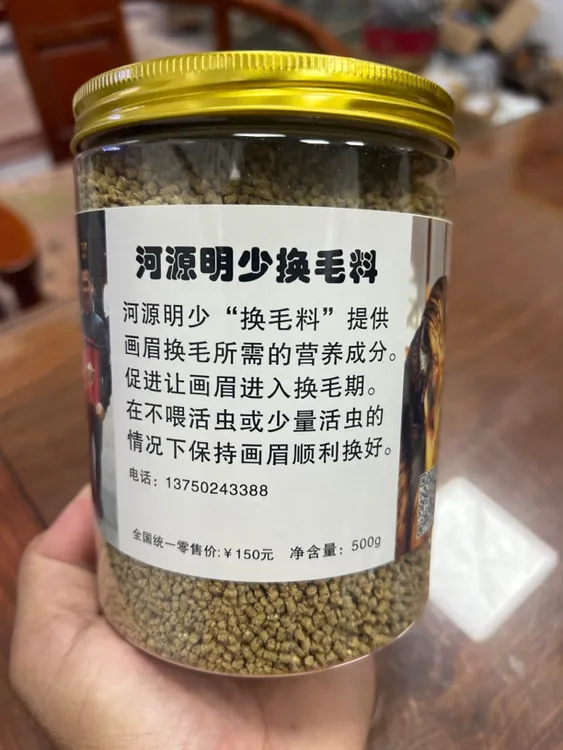 河源明少换毛料
河源明少“换毛料”提供
画眉换毛所需的营养成分。
促进让画眉进入换毛期。
在不喂活虫或少量活虫的
情况下保持画眉顺利换好。
电话：13750243388
全国统一零售价:￥150元 净含量：500g